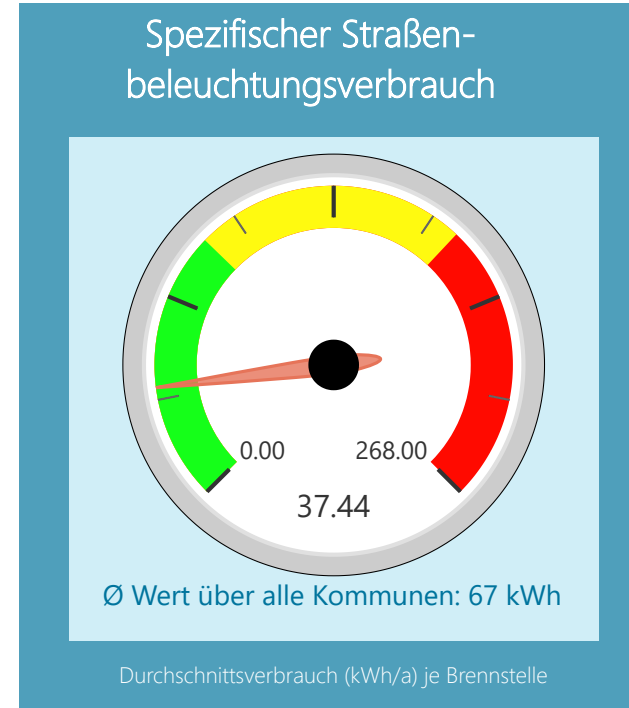 Spezifischer Straßen-
beleuchtungsverbrauch
0.00 268.00
37.44
Ø Wert über alle Kommunen: 67 kWh
Durchschnittsverbrauch (kWh/a) je Brennstelle